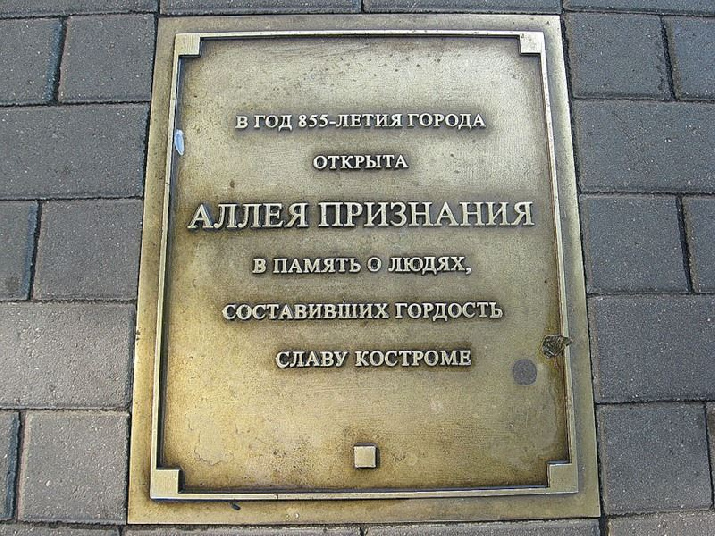 В ГОД 855-ЛЕТИЯ ГОРОДА
ОТКРЫТА
АЛЛЕЯ ПРИЗНАНИЯ
В ПАМЯТЬ О ЛЮДЯХ,
СОСТАВИВШИХ ГОРДОСТЬ
СЛАВУ КОСТРОМЕ